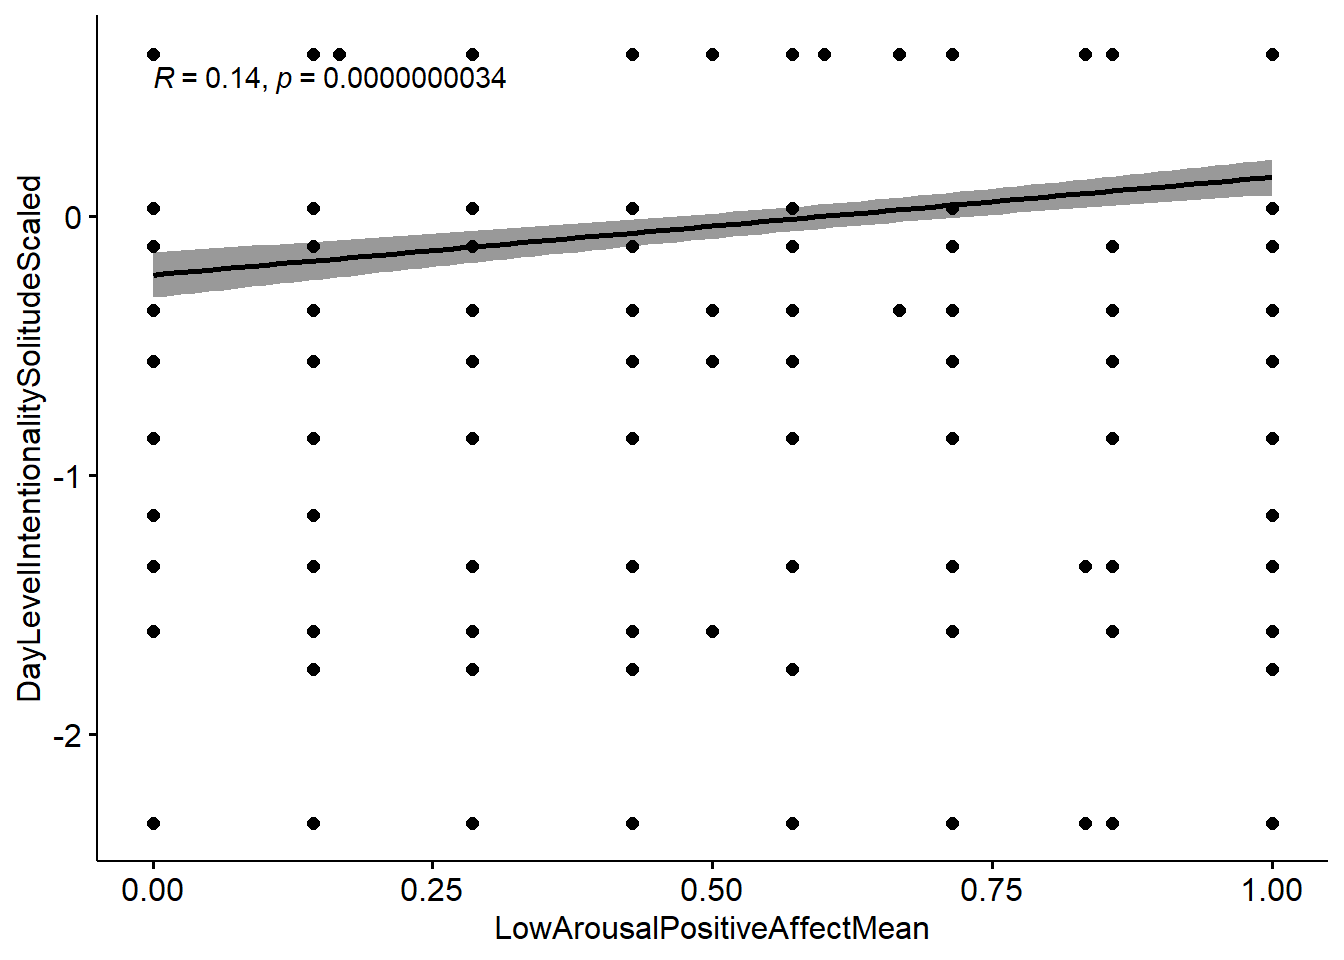 R = 0.14, p = 0.0000000034
DayLevelIntentionalitySolitudeScaled
0
-1
-2
0.00 0.25 0.50 0.75 1.00
LowArousalPositiveAffectMean